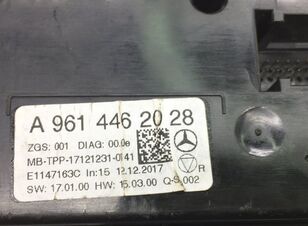 A 961 446 20 28
ZGS: 001 DIAG: 00.0e
MB-TPP-17121231-0141
E1147163C In:15 12.12.2017 R
SW: 17.01.00 HW: 15.03.00 Q-S 002